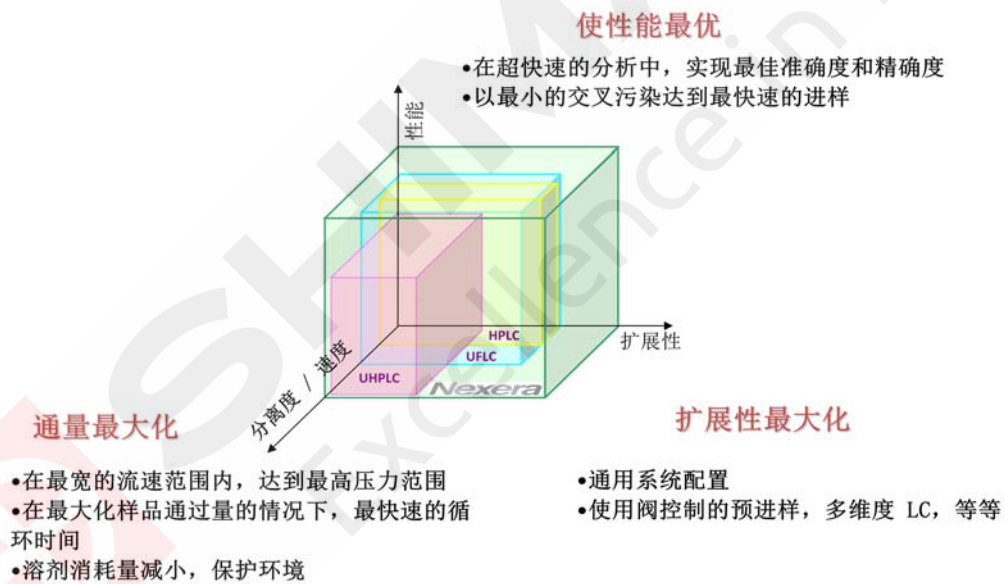 使性能最优
•在超快速的分析中，实现最佳准确度和精确度
•以最小的交叉污染达到最快速的进样
性能
扩展性
分离度 / 速度
HPLC
UFLC
UHPLC
Nexera
通量最大化
•在最宽的流速范围内，达到最高压力范围
•在最大化样品通过量的情况下，最快速的循
环时间
•溶剂消耗量减小，保护环境
扩展性最大化
•通用系统配置
•使用阀控制的预进样，多维度 LC，等等
Excellence in